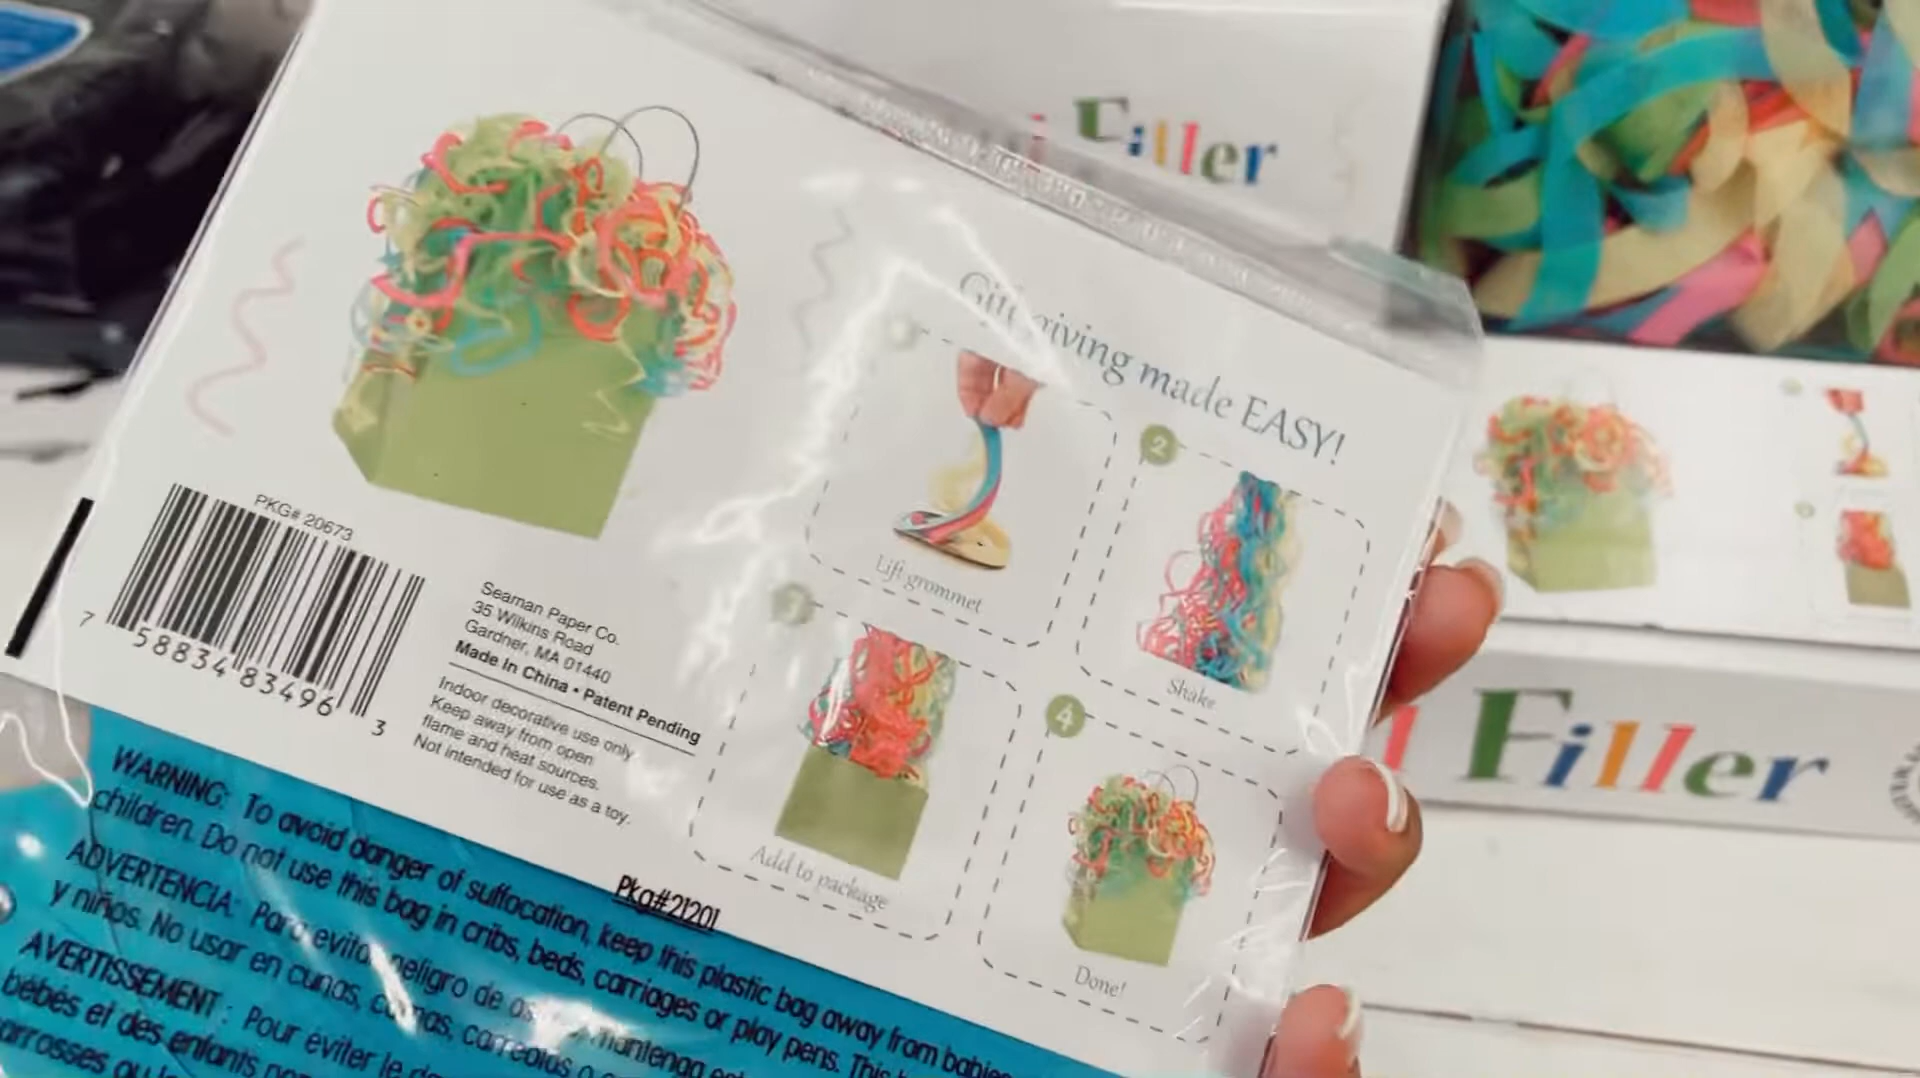 Filler
Gift giving made EASY!
Lift grommet
2
Shake
3
Add to package
4
Done!
PKG# 20673
7 58834 83496 3
Seaman Paper Co.
35 Wilkins Road
Gardner, MA 01440
Made in China • Patent Pending
Indoor decorative use only.
Keep away from open
flame and heat sources.
Not intended for use as a toy.
Pkg#21201
WARNING: To avoid danger of suffocation, keep this plastic bag away from babies
children. Do not use this bag in cribs, beds, carriages or play pens. This
ADVERTENCIA: Para evitar peligro de mantenga
y niños. No usar en cunas, camas, carreolas o
AVERTISSEMENT : Pour eviter le
bébés et des enfants
Filler